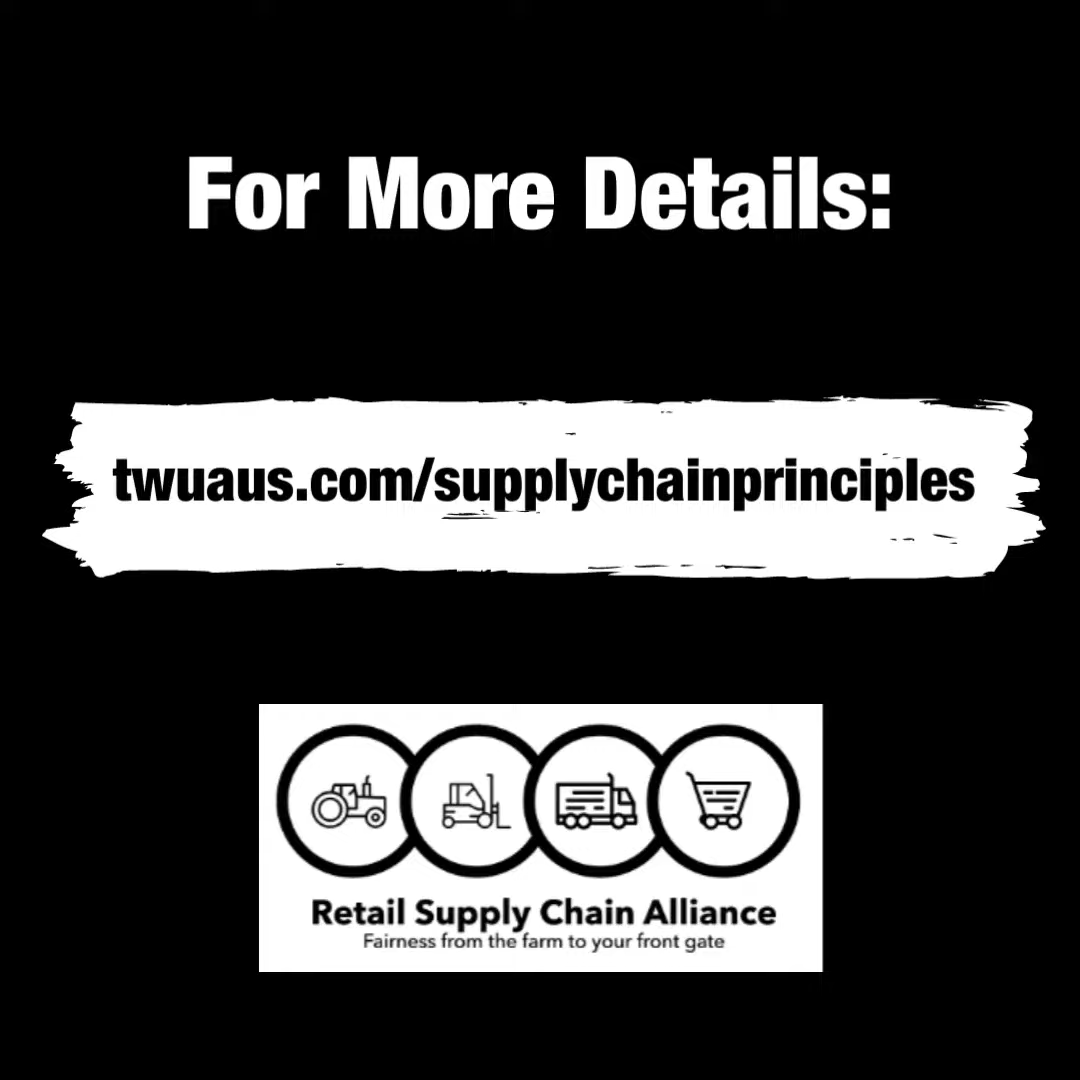 For More Details:
twuaus.com/supplychainprinciples
Retail Supply Chain Alliance
Fairness from the farm to your front gate